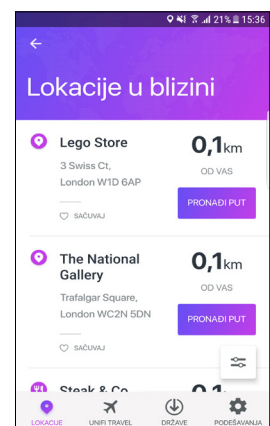 21% 15:36
Lokacije u blizini
Lego Store
3 Swiss Ct,
London W1D 6AP
SAČUVAJ
0,1km
OD VAS
PRONAĐI PUT
The National
Gallery
Trafalgar Square,
London WC2N 5DN
SAČUVAJ
0,1km
OD VAS
PRONAĐI PUT
Steak & Co
0,1
LOKACIJE
UNIFI TRAVEL
DRŽAVE
PODEŠAVANJA